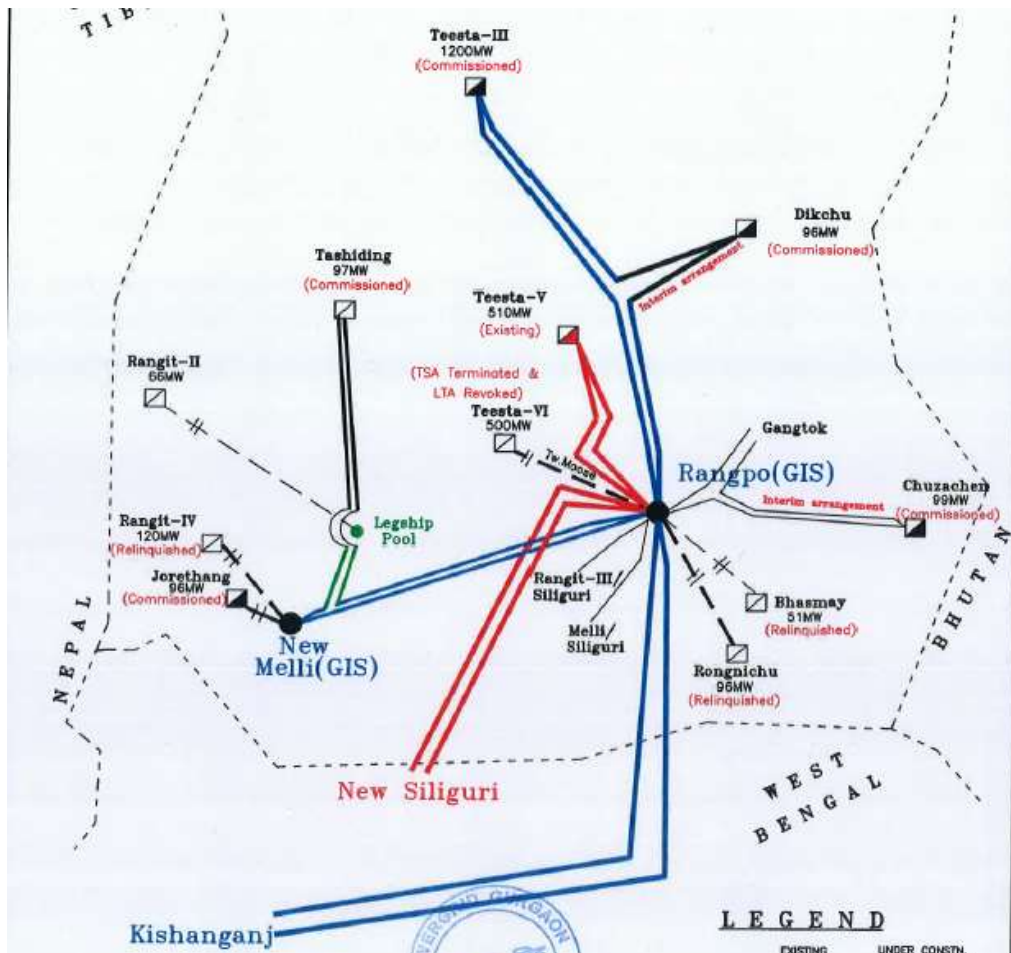 TIB
Teesta-III
1200MW
(Commissioned)
Dikchu
96MW
(Commissioned)
Interim arrangement
Tashiding
97MW
(Commissioned)
Teesta-V
510MW
(Existing)
Rangit-II
66MW
(TSA Terminated &
LTA Revoked)
Teesta-VI
500MW
Tw.Moose
Gangtok
Rangpo(GIS)
Chuzachen
99MW
(Commissioned)
Interim arrangement
Legship
Pool
Rangit-IV
120MW
(Relinquished)
Jorethang
96MW
(Commissioned)
New
Melli(GIS)
Rangit-III/
Siliguri
Melli/
Siliguri
Bhasmay
51MW
(Relinquished)
Rongnichu
96MW
(Relinquished)
NEPAL
BHUTAN
New Siliguri
WEST
BENGAL
Kishanganj
WERGRID GURGAON
LEGEND
EXISTING UNDER CONSTN.